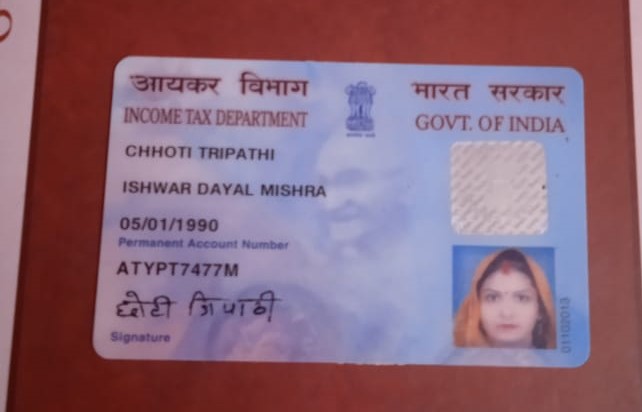 आयकर विभाग
INCOME TAX DEPARTMENT
भारत सरकार
GOVT. OF INDIA
CHHOTI TRIPATHI
ISHWAR DAYAL MISHRA
05/01/1990
Permanent Account Number
ATYPT7477M
छोटी त्रिपाठी
Signature
01102013